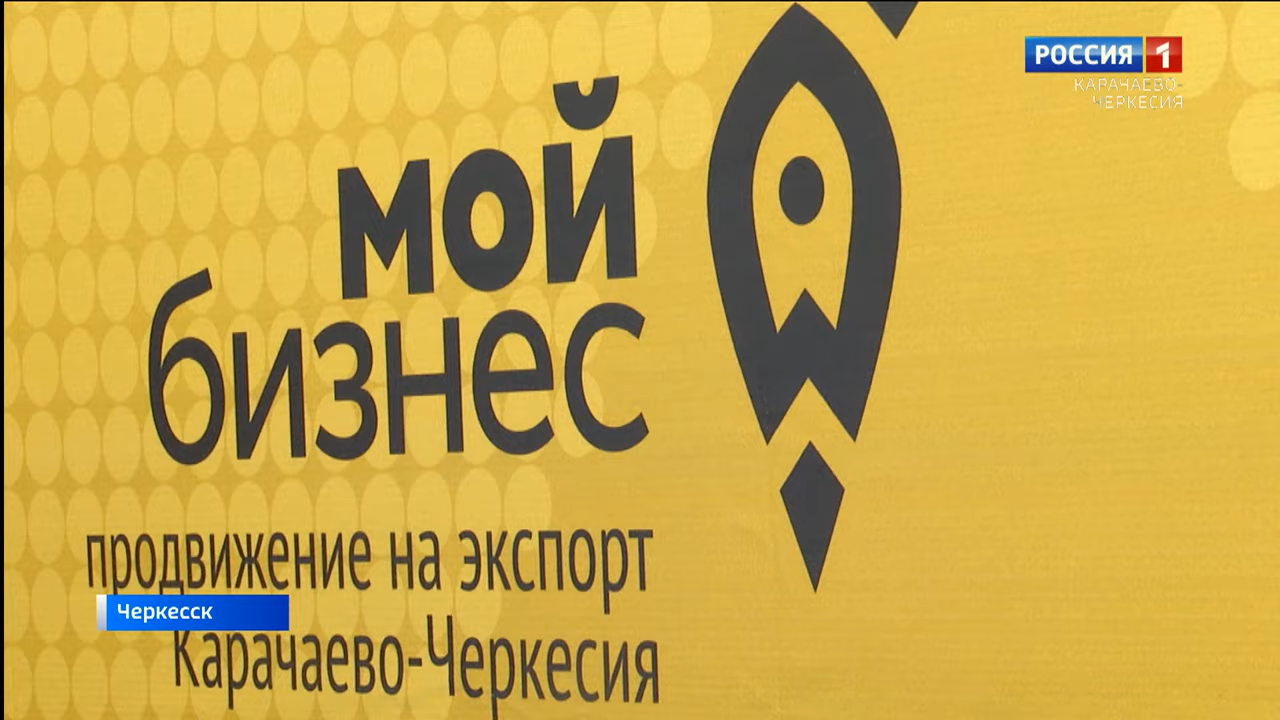 РОССИЯ 1
КАРАЧАЕВО-
ЧЕРКЕСИЯ
мой
бизнес
продвижение на экспорт
Черкесск
Карачаево-Черкесия